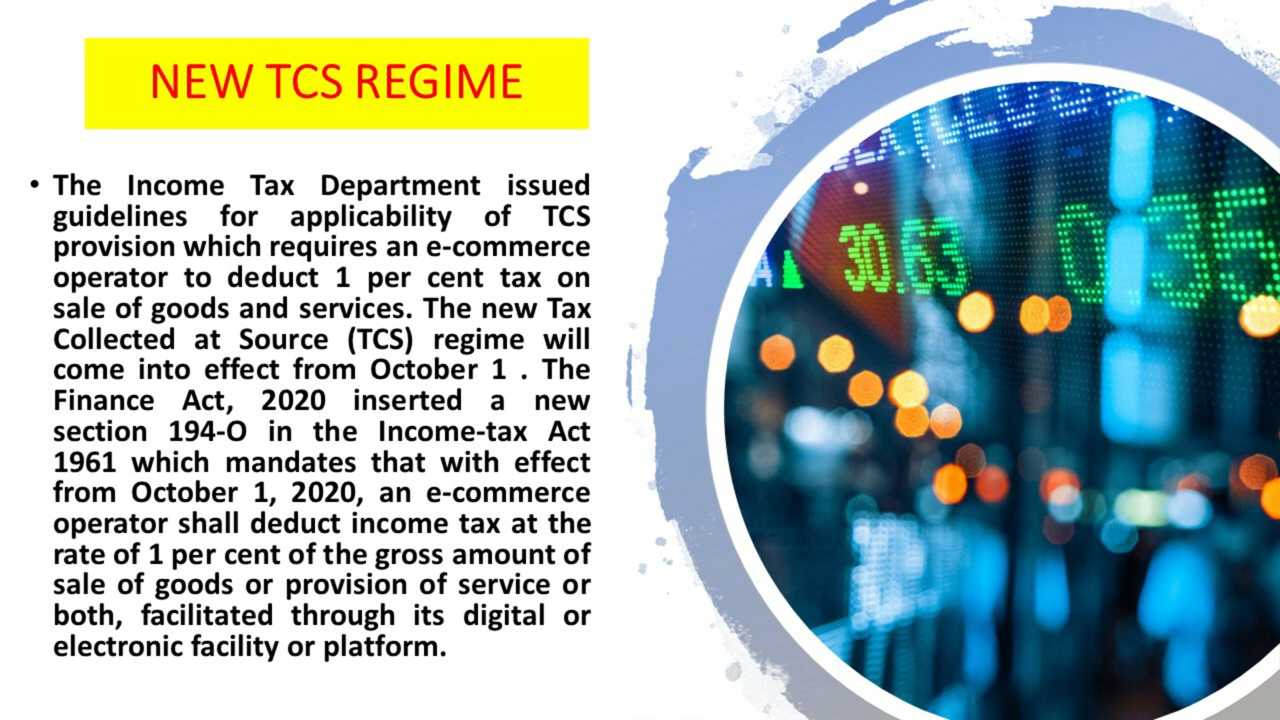 NEW TCS REGIME
• The Income Tax Department issued
guidelines for applicability of TCS
provision which requires an e-commerce
operator to deduct 1 per cent tax on
sale of goods and services. The new Tax
Collected at Source (TCS) regime will
come into effect from October 1 . The
Finance Act, 2020 inserted a new
section 194-O in the Income-tax Act
1961 which mandates that with effect
from October 1, 2020, an e-commerce
operator shall deduct income tax at the
rate of 1 per cent of the gross amount of
sale of goods or provision of service or
both, facilitated through its digital or
electronic facility or platform.
30.63
0.35